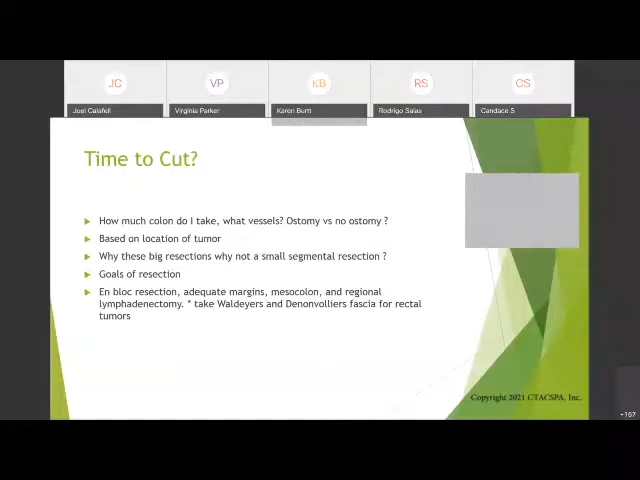 JC VP KB RS CS
Joel Calafell Virginia Parker Karen Burri Rodrigo Salas Candace S
Time to Cut?
How much colon do I take, what vessels? Ostomy vs no ostomy ?
Based on location of tumor
Why these big resections why not a small segmental resection ?
Goals of resection
En bloc resection, adequate margins, mesocolon, and regional
lymphadenectomy. * take Waldeyers and Denonvolliers fascia for rectal
tumors
Copyright 2021 CTACSPA, Inc.
+167